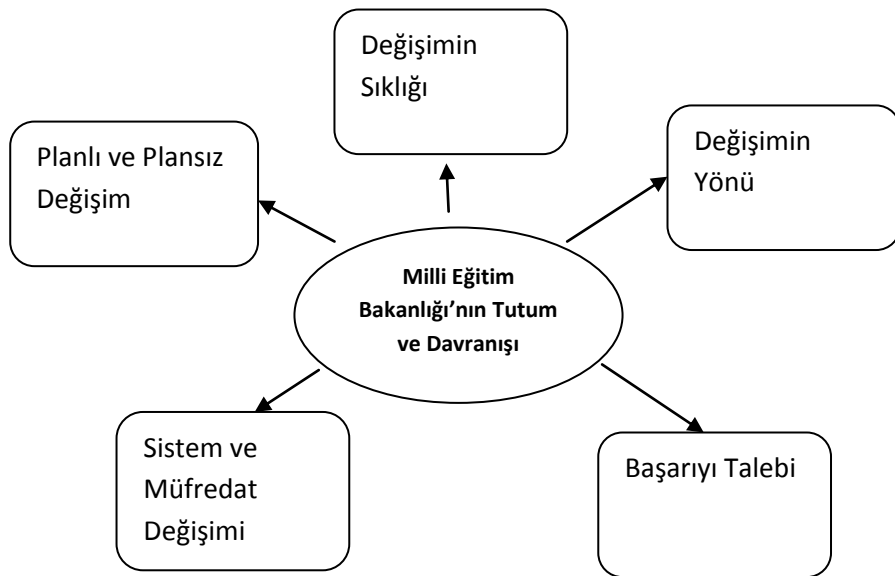 Değişimin
Sıklığı
Değişimin
Yönü
Planlı ve Plansız
Değişim
Milli Eğitim
Bakanlığı’nın Tutum
ve Davranışı
Sistem ve
Müfredat
Değişimi
Başarıyı Talebi